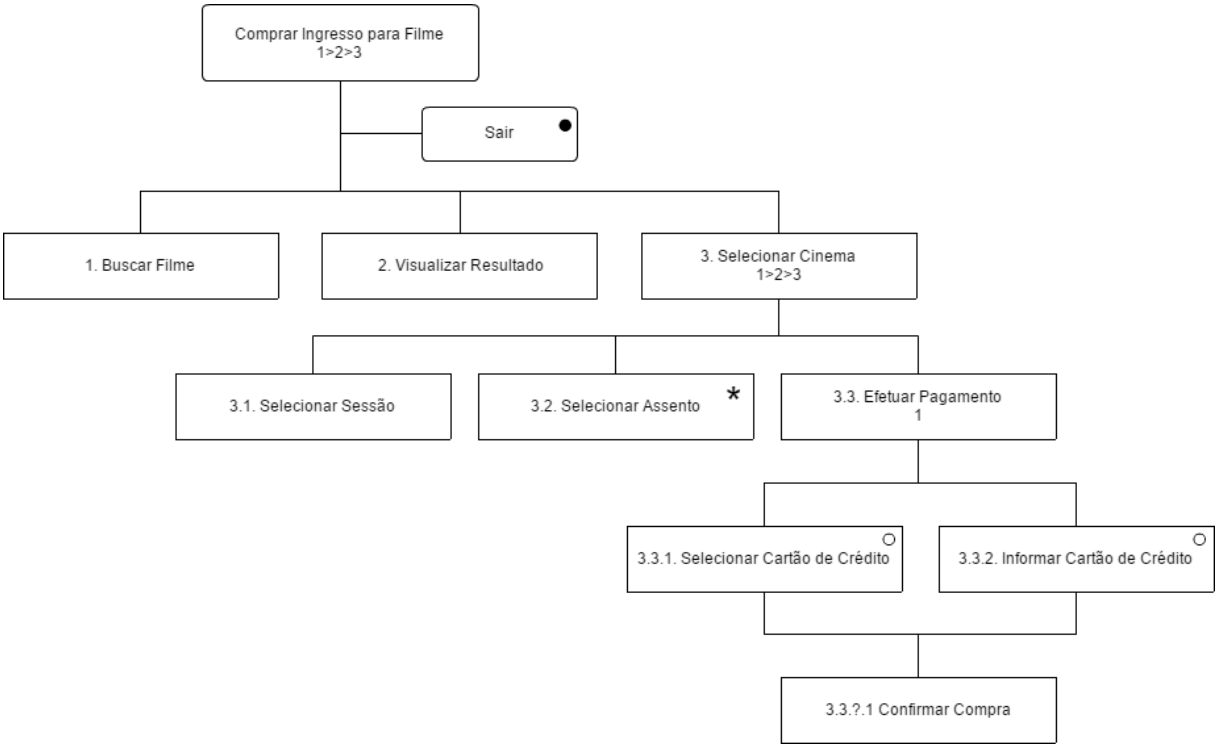 Comprar Ingresso para Filme
1>2>3
Sair
1. Buscar Filme
2. Visualizar Resultado
3. Selecionar Cinema
1>2>3
3.1. Selecionar Sessão
3.2. Selecionar Assento
*
3.3. Efetuar Pagamento
1
3.3.1. Selecionar Cartão de Crédito
3.3.2. Informar Cartão de Crédito
3.3.?.1 Confirmar Compra